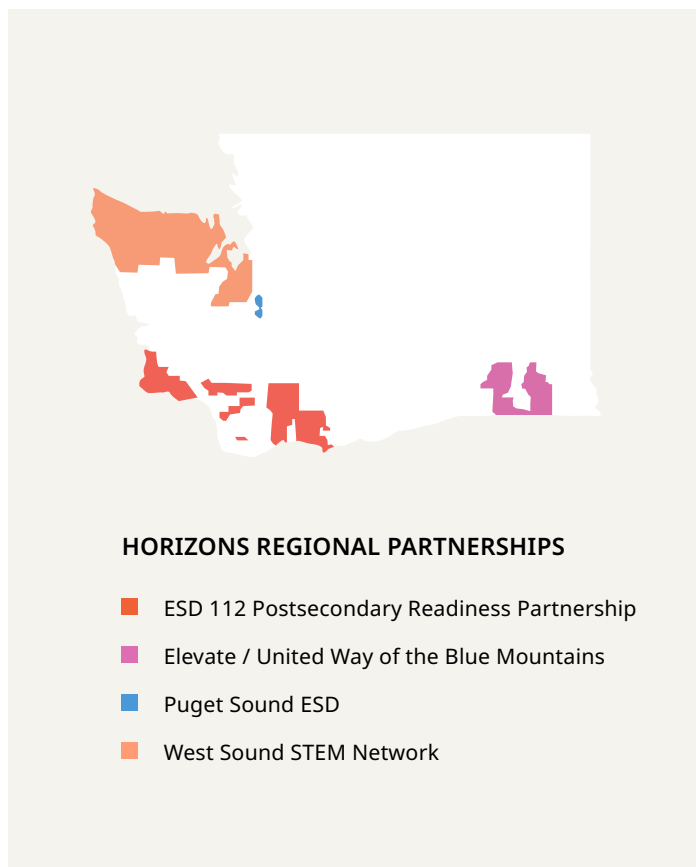 HORIZONS REGIONAL PARTNERSHIPS
ESD 112 Postsecondary Readiness Partnership
Elevate / United Way of the Blue Mountains
Puget Sound ESD
West Sound STEM Network